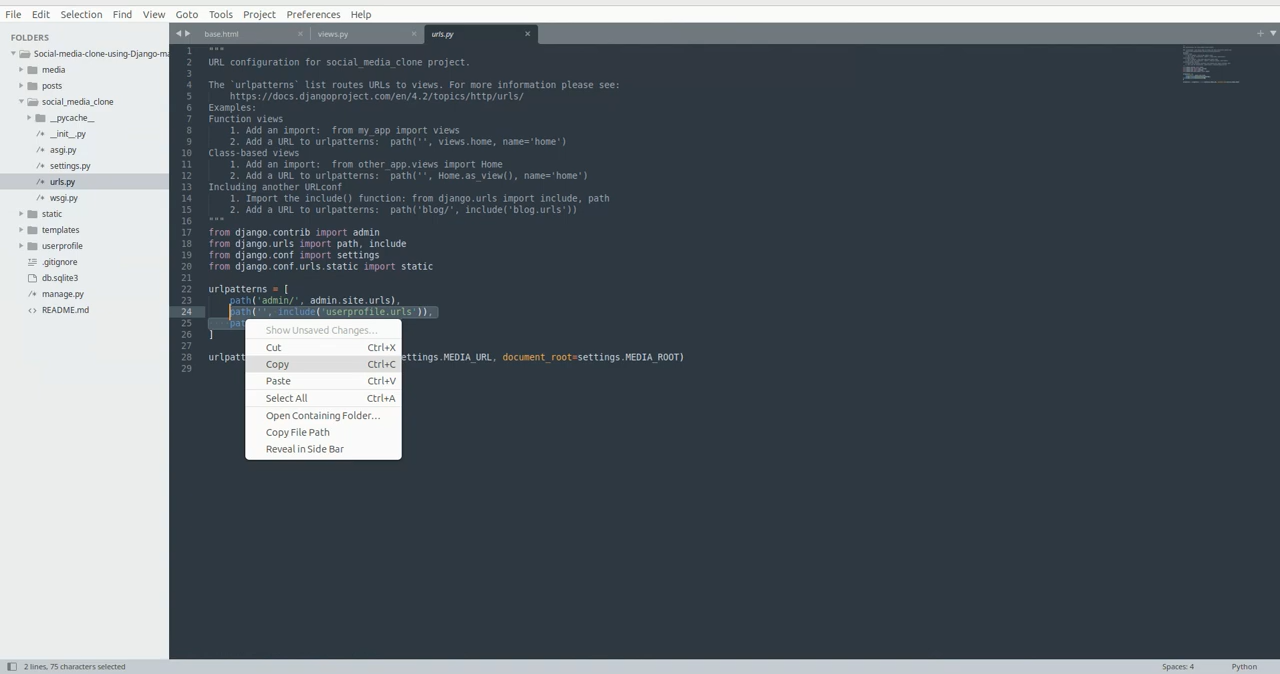 File Edit Selection Find View Goto Tools Project Preferences Help
FOLDERS
Social-media-clone-using-Django-ma
media
posts
social_media_clone
__pycache__
__init__.py
asgi.py
settings.py
urls.py
wsgi.py
static
templates
userprofile
.gitignore
db.sqlite3
manage.py
README.md
base.html views.py urls.py
1 """
2 URL configuration for social_media_clone project.
3
4 The `urlpatterns` list routes URLs to views. For more information please see:
5 https://docs.djangoproject.com/en/4.2/topics/http/urls/
6 Examples:
7 Function views
8 1. Add an import:  from my_app import views
9 2. Add a URL to urlpatterns:  path('', views.home, name='home')
10 Class-based views
11 1. Add an import:  from other_app.views import Home
12 2. Add a URL to urlpatterns:  path('', Home.as_view(), name='home')
13 Including another URLconf
14 1. Import the include() function: from django.urls import include, path
15 2. Add a URL to urlpatterns:  path('blog/', include('blog.urls'))
16 """
17 from django.contrib import admin
18 from django.urls import path, include
19 from django.conf import settings
20 from django.conf.urls.static import static
21
22 urlpatterns = [
23 path('admin/', admin.site.urls),
24 path('', include('userprofile.urls')),
25 pat
26 ]
27
28 urlpatt ettings.MEDIA_URL, document_root=settings.MEDIA_ROOT)
29
Show Unsaved Changes…
Cut Ctrl+X
Copy Ctrl+C
Paste Ctrl+V
Select All Ctrl+A
Open Containing Folder…
Copy File Path
Reveal in Side Bar
2 lines, 75 characters selected Spaces: 4 Python